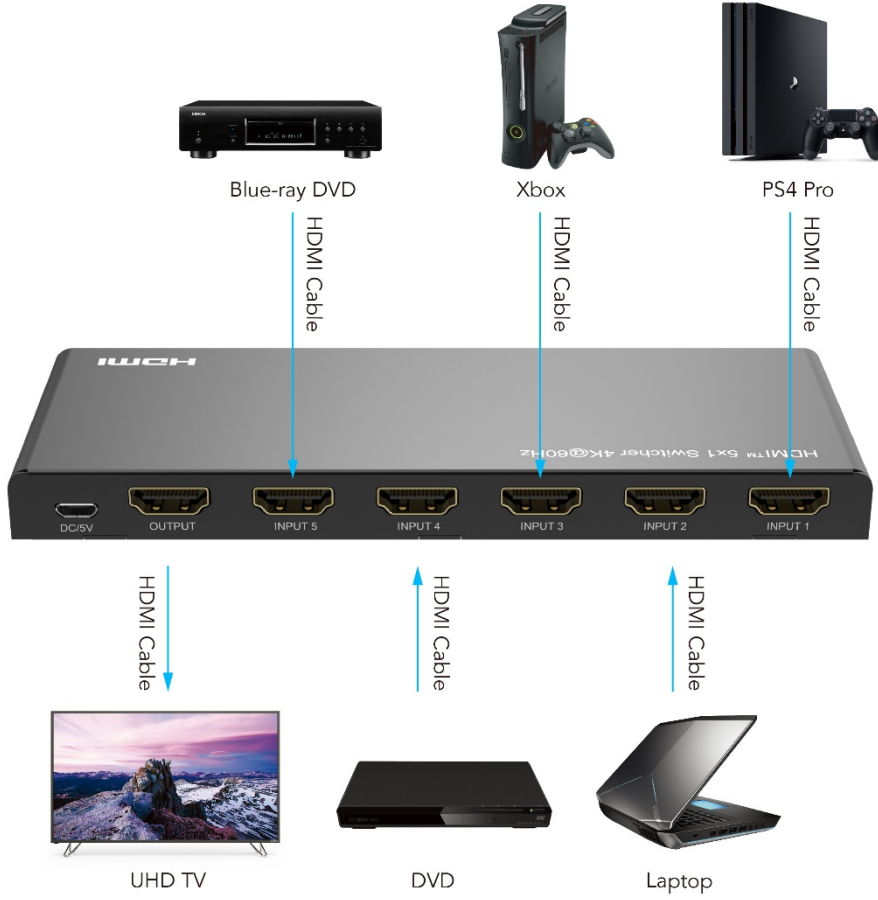 DENON
Blue-ray DVD
Xbox
PS4 Pro
HDMI Cable
HDMI Cable
HDMI Cable
HDMI
HDMI™ 5x1 Switcher 4K@60Hz
DC/5V
OUTPUT
INPUT 5
INPUT 4
INPUT 3
INPUT 2
INPUT 1
HDMI Cable
HDMI Cable
HDMI Cable
UHD TV
DVD
Laptop